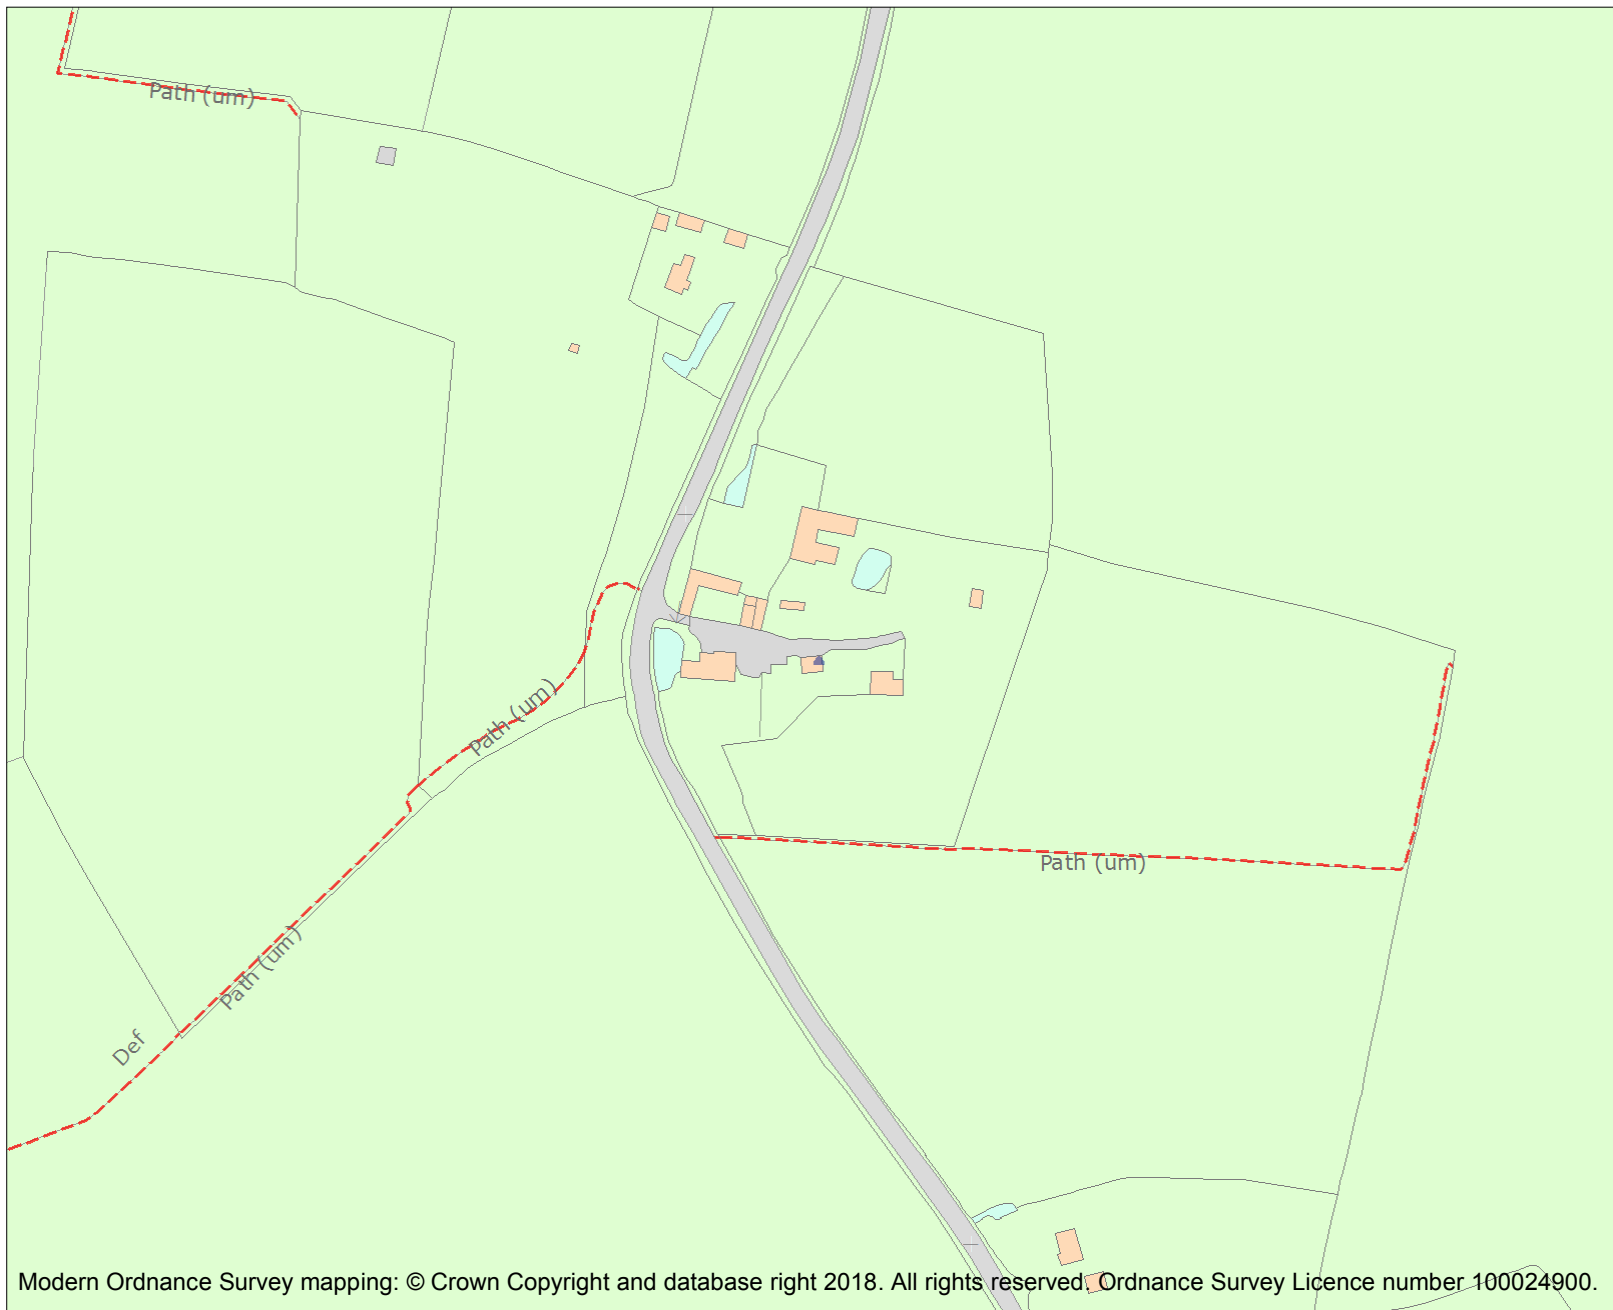 Path (um)
Path (um)
Path (um)
Path (um)
Def
Modern Ordnance Survey mapping: © Crown Copyright and database right 2018. All rights reserved. Ordnance Survey Licence number 100024900.